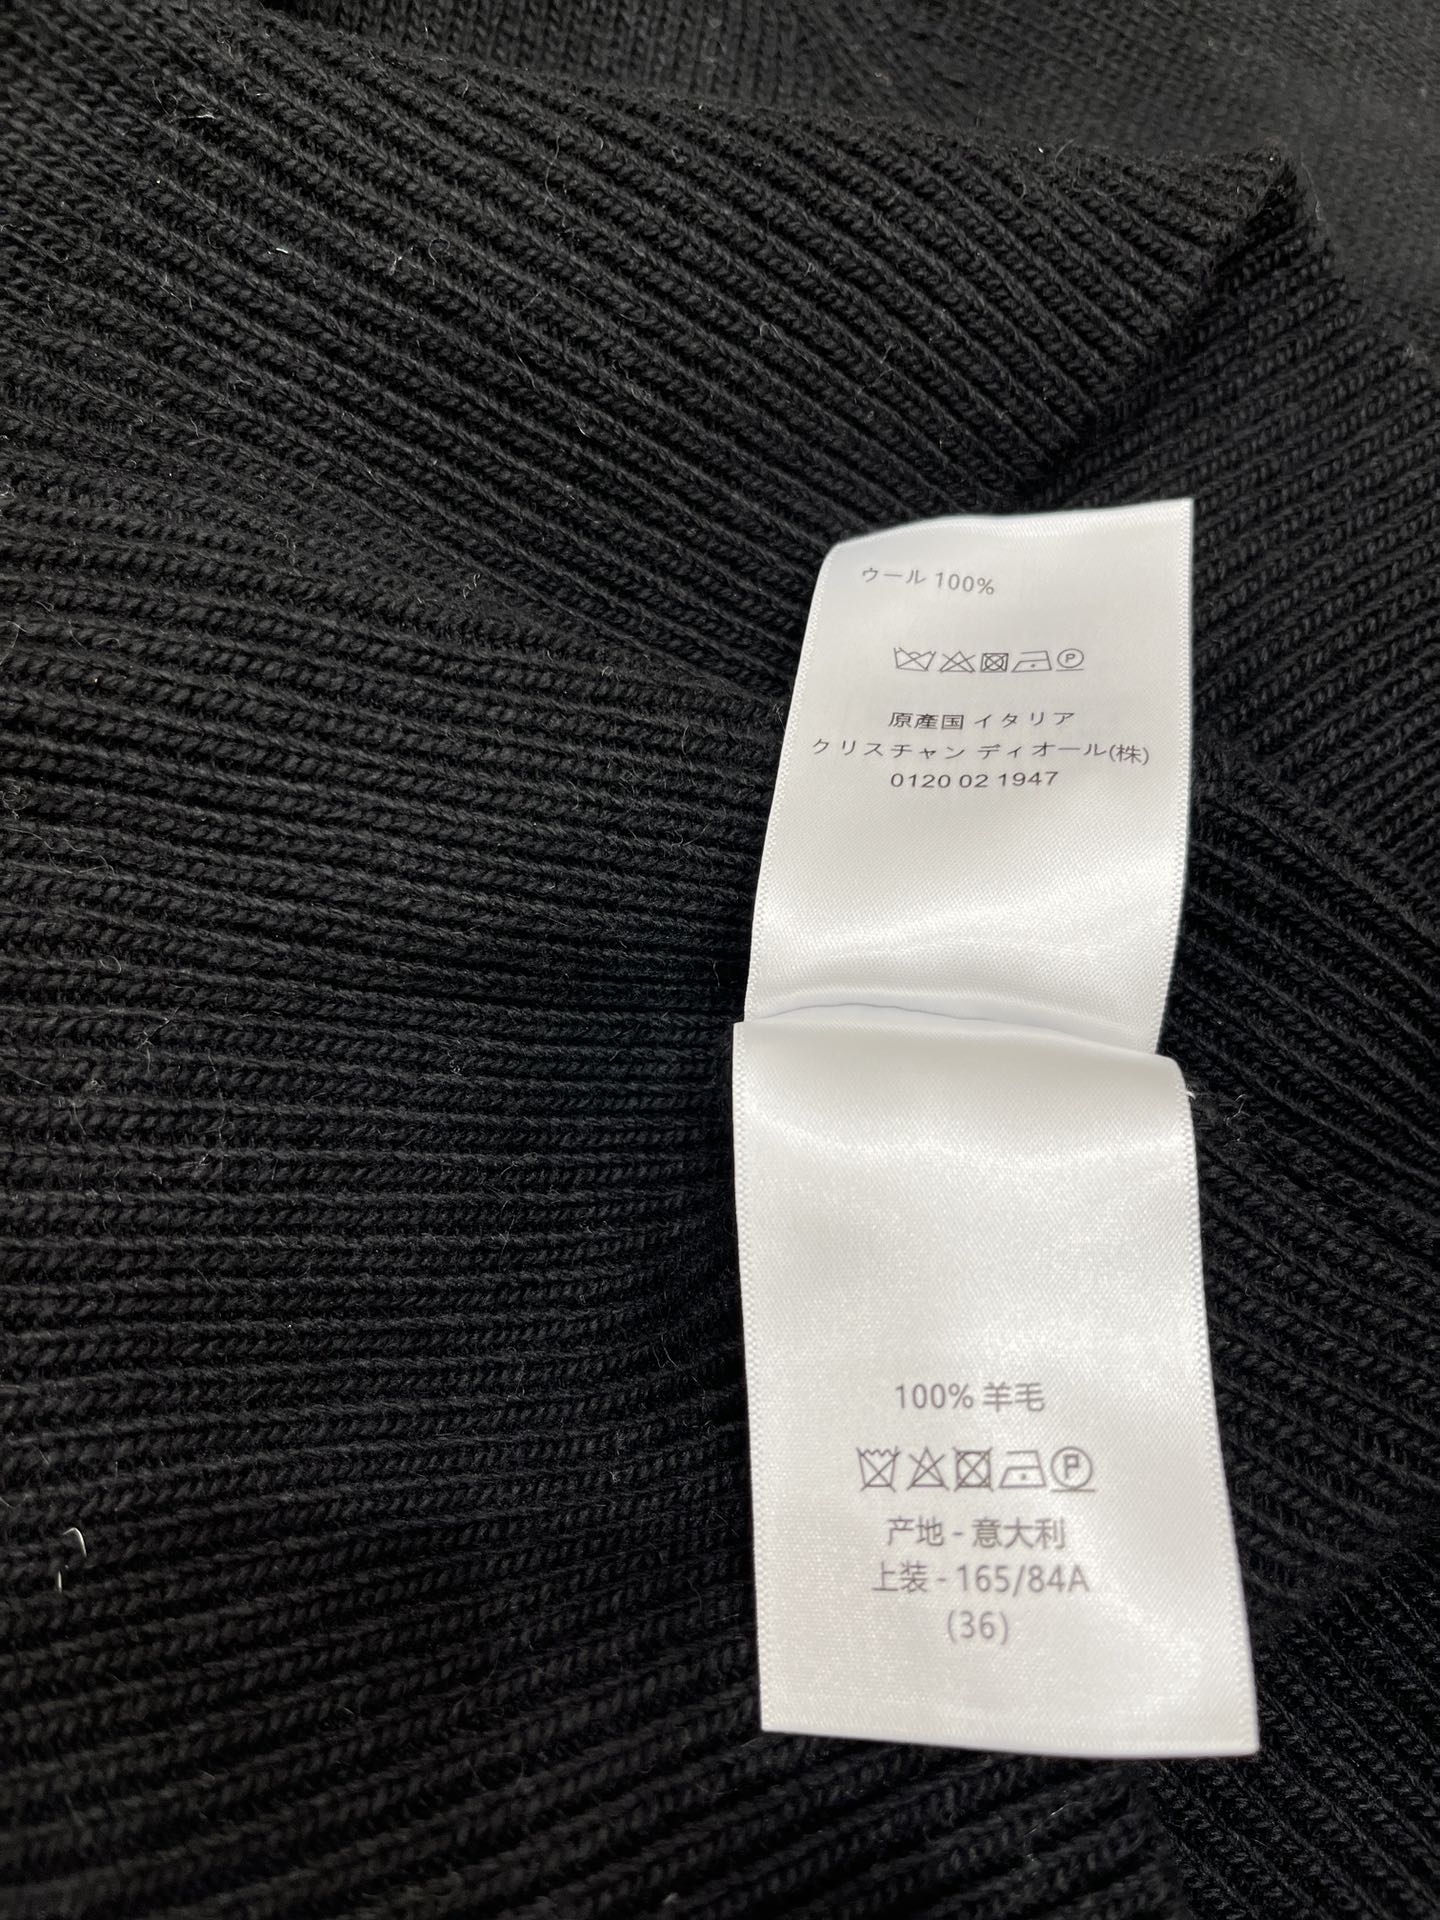 ウール 100%
原産国 イタリア
クリスチャン ディオール(株)
0120 02 1947
100% 羊毛
产地 - 意大利
上装 - 165/84A
(36)